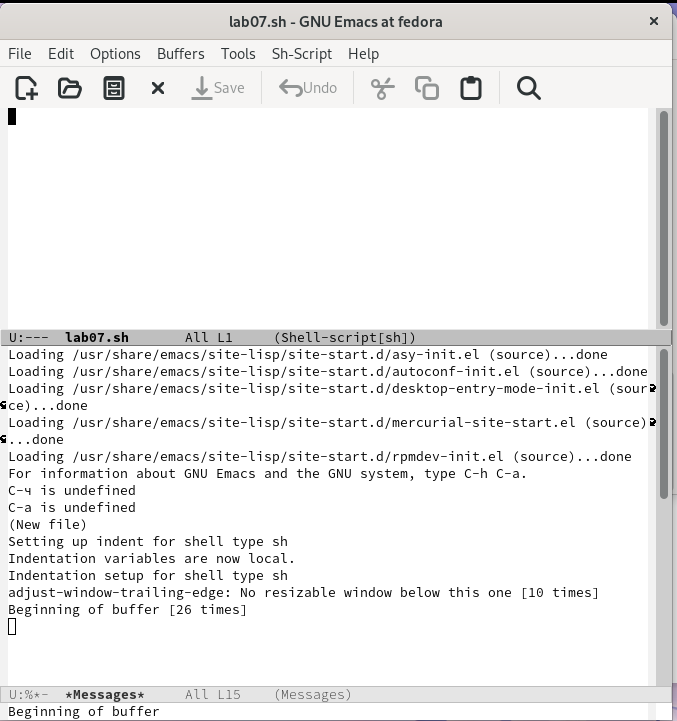 lab07.sh - GNU Emacs at fedora
File Edit Options Buffers Tools Sh-Script Help
Save Undo
U:--- lab07.sh All L1 (Shell-script[sh])
Loading /usr/share/emacs/site-lisp/site-start.d/asy-init.el (source)...done
Loading /usr/share/emacs/site-lisp/site-start.d/autoconf-init.el (source)...done
Loading /usr/share/emacs/site-lisp/site-start.d/desktop-entry-mode-init.el (sour
ce)...done
Loading /usr/share/emacs/site-lisp/site-start.d/mercurial-site-start.el (source)
...done
Loading /usr/share/emacs/site-lisp/site-start.d/rpmdev-init.el (source)...done
For information about GNU Emacs and the GNU system, type C-h C-a.
C-ч is undefined
C-а is undefined
(New file)
Setting up indent for shell type sh
Indentation variables are now local.
Indentation setup for shell type sh
adjust-window-trailing-edge: No resizable window below this one [10 times]
Beginning of buffer [26 times]
U:%*- *Messages* All L15 (Messages)
Beginning of buffer